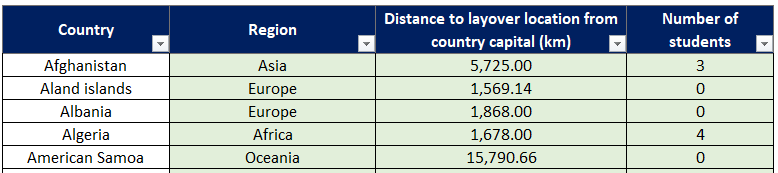 Country Region Distance to layover location from country capital (km) Number of students
Afghanistan Asia 5,725.00 3
Aland islands Europe 1,569.14 0
Albania Europe 1,868.00 0
Algeria Africa 1,678.00 4
American Samoa Oceania 15,790.66 0